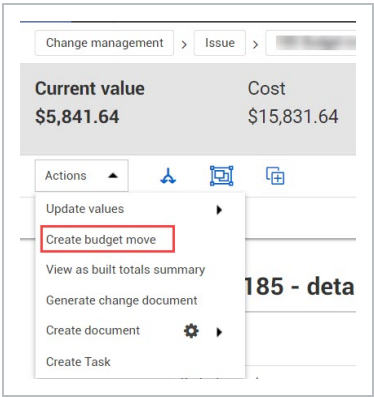 Change management > Issue >
Current value Cost
$5,841.64 $15,831.64
Actions
Update values
Create budget move
View as built totals summary
185 - deta
Generate change document
Create document
Create Task